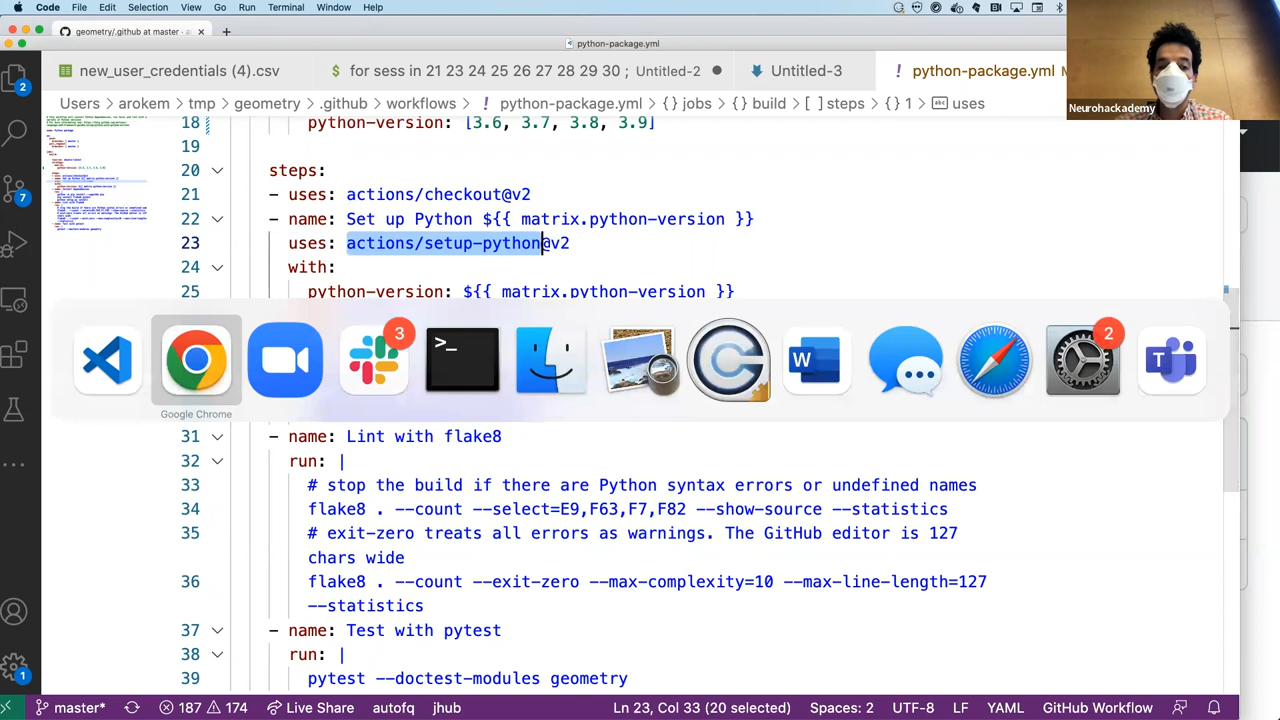 Code File Edit Selection View Go Run Terminal Window Help
geometry/.github at master · ×
python-package.yml
new_user_credentials (4).csv
$ for sess in 21 23 24 25 26 27 28 29 30 ; Untitled-2
Untitled-3
python-package.yml
Users > arokem > tmp > geometry > .github > workflows > ! python-package.yml > { } jobs > { } build > [ ] steps > { } 1 > abc uses
18 python-version: [3.6, 3.7, 3.8, 3.9]
19
20 steps:
21 - uses: actions/checkout@v2
22 - name: Set up Python ${{ matrix.python-version }}
23 uses: actions/setup-python@v2
24 with:
25 python-version: ${{ matrix.python-version }}
Google Chrome
3
>_
W
2
T
31 - name: Lint with flake8
32 run: |
33 # stop the build if there are Python syntax errors or undefined names
34 flake8 . --count --select=E9,F63,F7,F82 --show-source --statistics
35 # exit-zero treats all errors as warnings. The GitHub editor is 127
chars wide
36 flake8 . --count --exit-zero --max-complexity=10 --max-line-length=127
--statistics
37 - name: Test with pytest
38 run: |
39 pytest --doctest-modules geometry
master* 187 174 Live Share autofq jhub Ln 23, Col 33 (20 selected) Spaces: 2 UTF-8 LF YAML GitHub Workflow
2
7
1
Neurohackademy